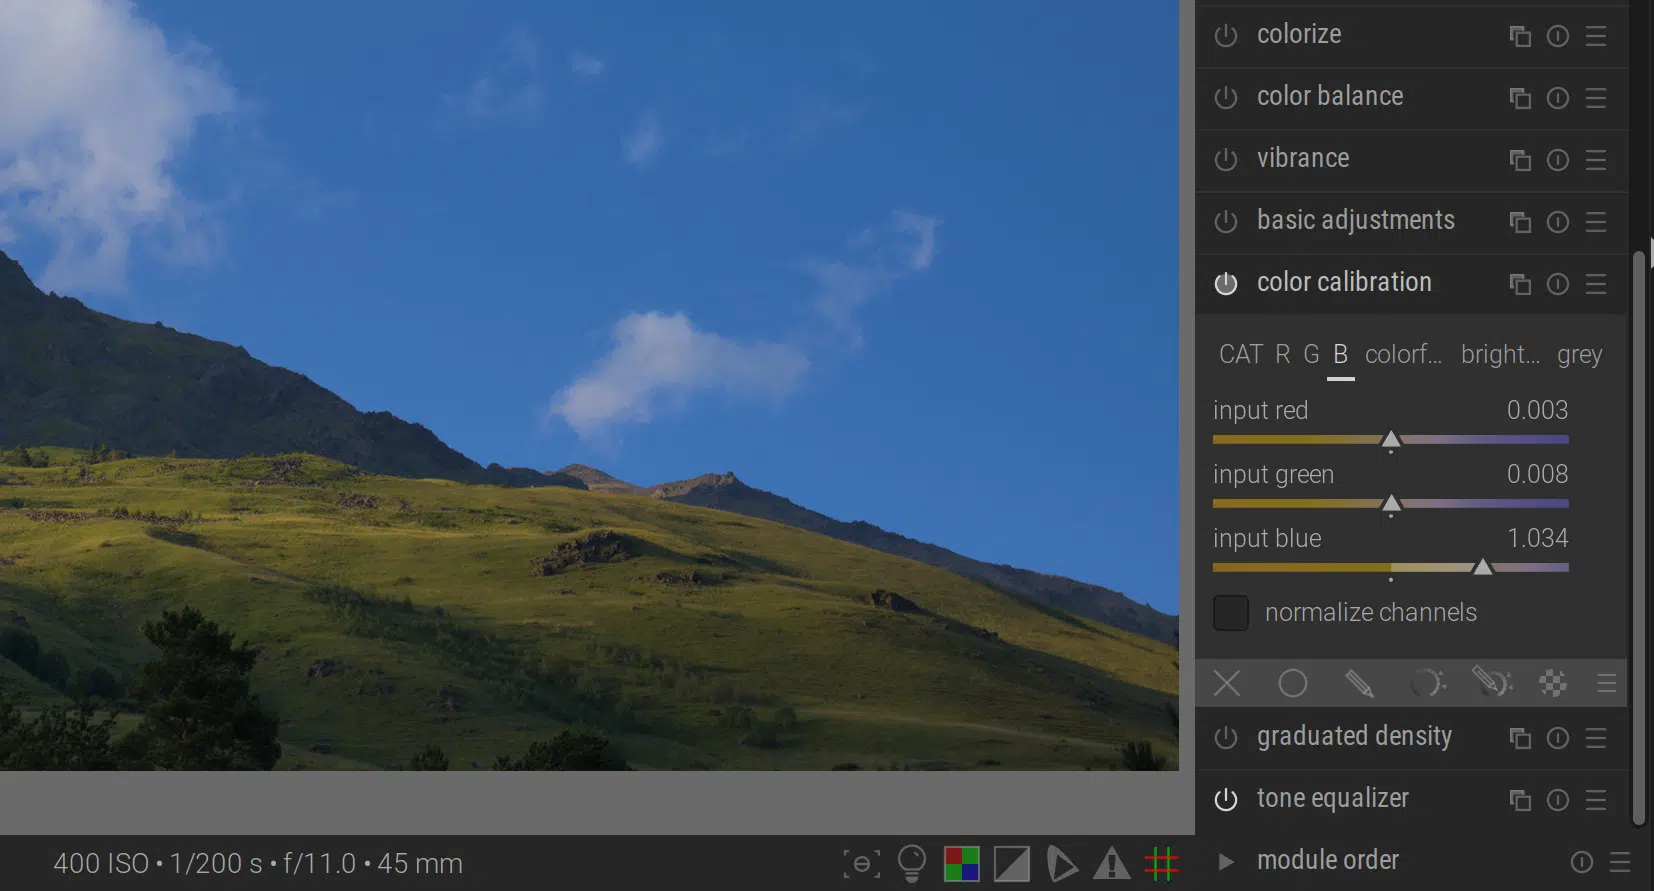 colorize
color balance
vibrance
basic adjustments
color calibration
CAT R G B colorf... bright... grey
input red 0.003
input green 0.008
input blue 1.034
normalize channels
graduated density
tone equalizer
400 ISO • 1/200 s • f/11.0 • 45 mm
module order